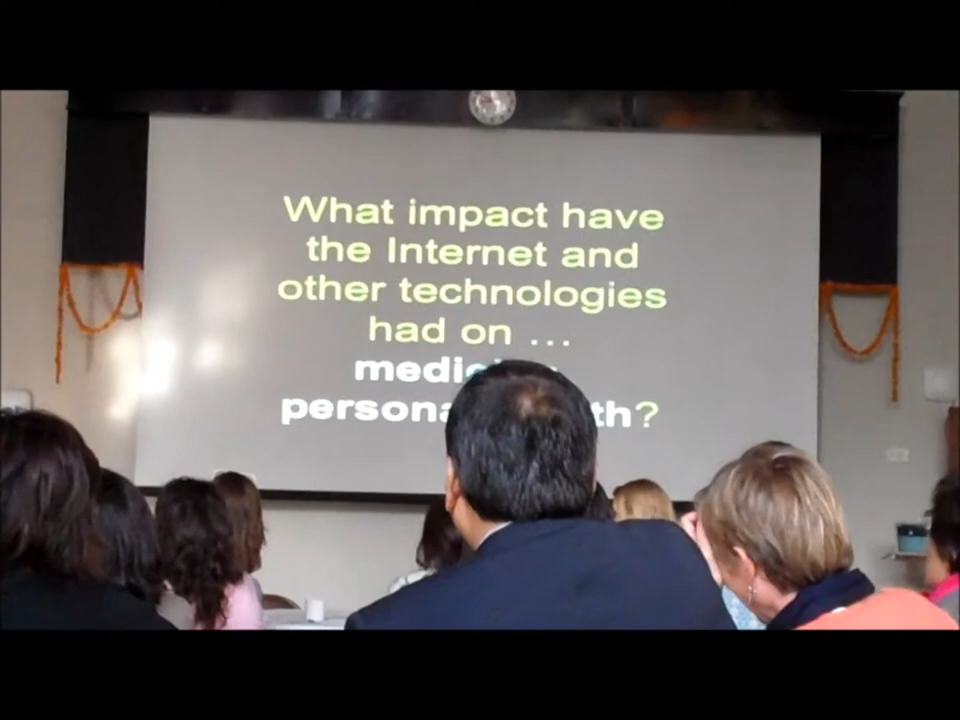 What impact have
the Internet and
other technologies
had on ...